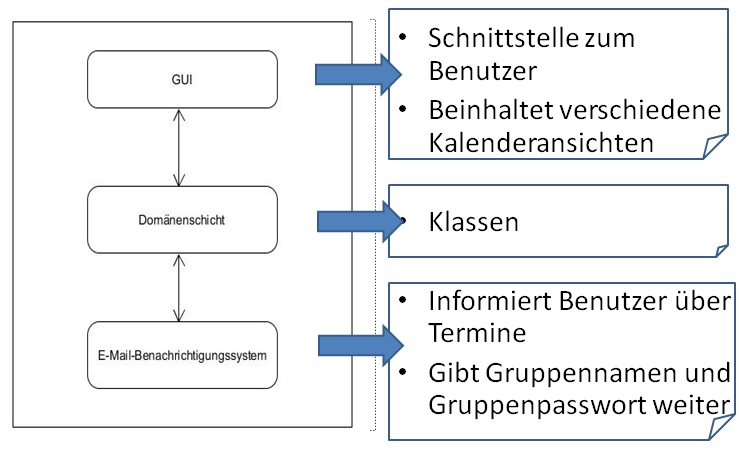 GUI
• Schnittstelle zum
Benutzer
• Beinhaltet verschiedene
Kalenderansichten
Domänenschicht
• Klassen
E-Mail-Benachrichtigungssystem
• Informiert Benutzer über
Termine
• Gibt Gruppennamen und
Gruppenpasswort weiter